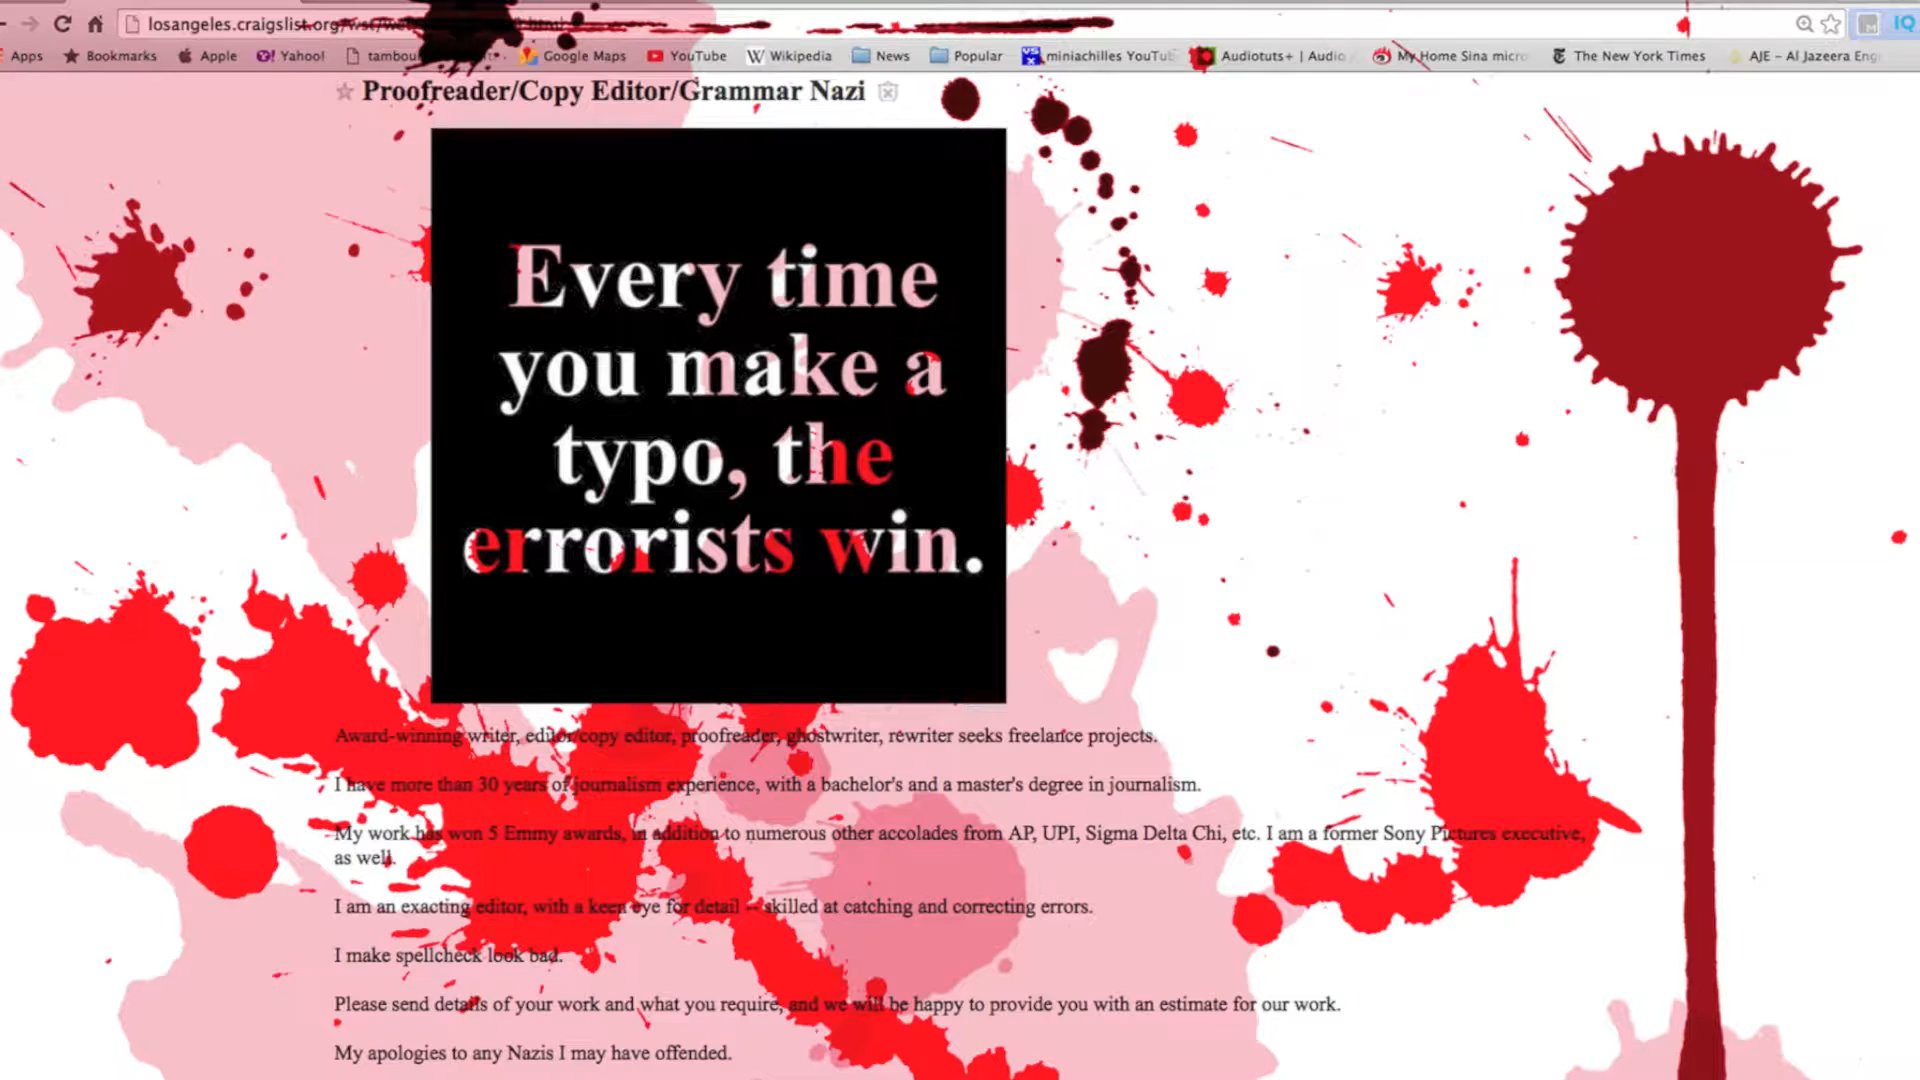 losangeles.craigslist.org/wst/
Apps Bookmarks Apple Yahoo! Google Maps YouTube Wikipedia News Popular miniachilles YouTu Audiotuts+ | Audio My Home Sina micro The New York Times AJE – Al Jazeera Eng
Proofreader/Copy Editor/Grammar Nazi
Every time
you make a
typo, the
errorists win.
Award-winning writer, editor/copy editor, proofreader, ghostwriter, rewriter seeks freelance projects.
I have more than 30 years of journalism experience, with a bachelor's and a master's degree in journalism.
My work has won 5 Emmy awards, in addition to numerous other accolades from AP, UPI, Sigma Delta Chi, etc. I am a former Sony Pictures executive,
as well.
I am an exacting editor, with a keen eye for detail -- skilled at catching and correcting errors.
I make spellcheck look bad.
Please send details of your work and what you require, and we will be happy to provide you with an estimate for our work.
My apologies to any Nazis I may have offended.